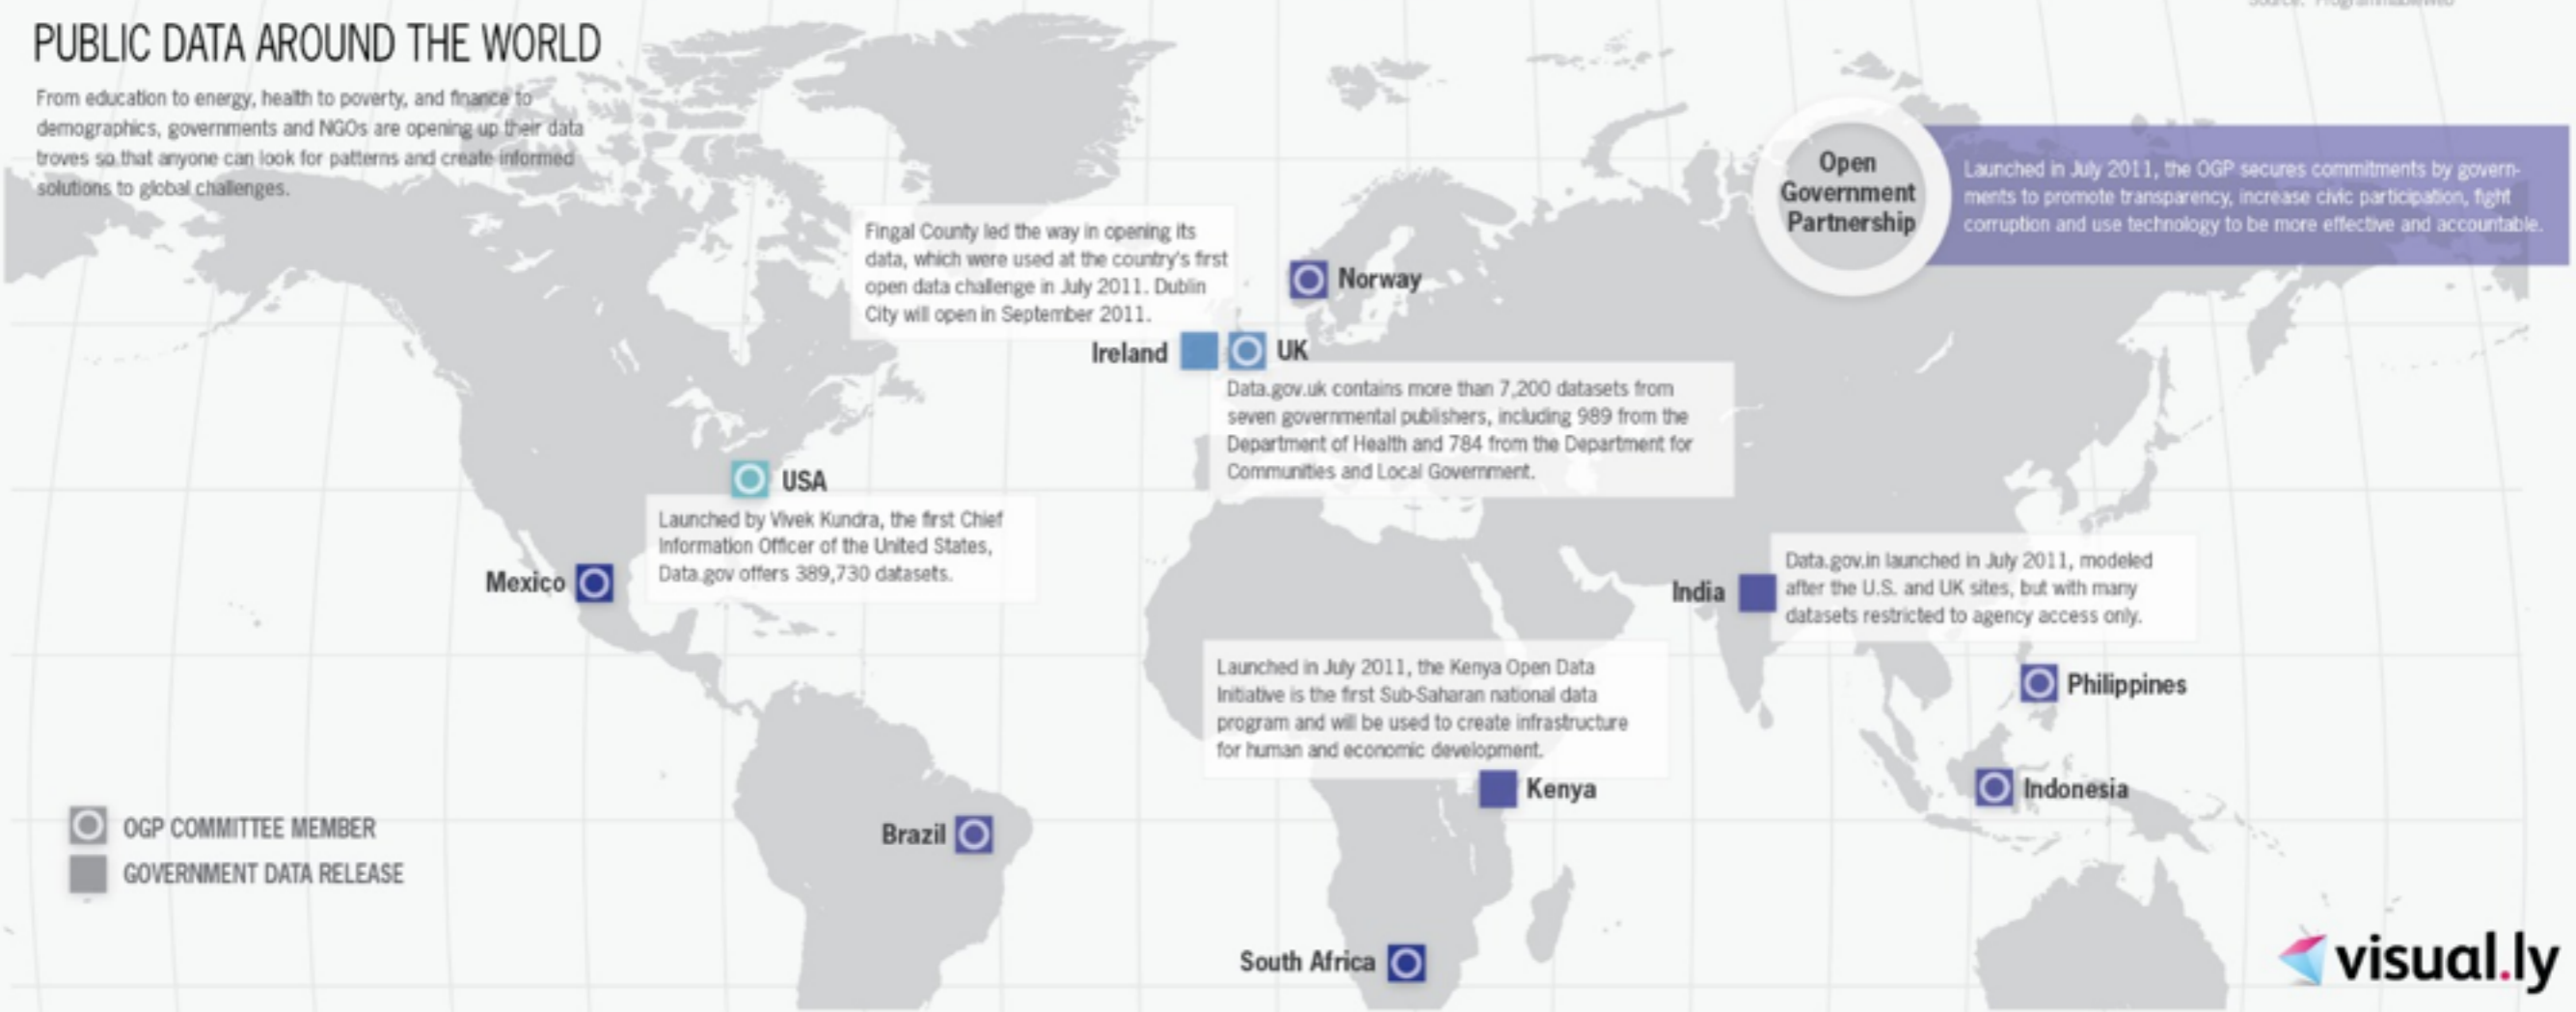 Source: ProgrammableWeb
PUBLIC DATA AROUND THE WORLD
From education to energy, health to poverty, and finance to
demographics, governments and NGOs are opening up their data
troves so that anyone can look for patterns and create informed
solutions to global challenges.
Open
Government
Partnership
Launched in July 2011, the OGP secures commitments by govern-
ments to promote transparency, increase civic participation, fight
corruption and use technology to be more effective and accountable.
Fingal County led the way in opening its
data, which were used at the country's first
open data challenge in July 2011. Dublin
City will open in September 2011.
Norway
Ireland
UK
Data.gov.uk contains more than 7,200 datasets from
seven governmental publishers, including 989 from the
Department of Health and 784 from the Department for
Communities and Local Government.
USA
Launched by Vivek Kundra, the first Chief
Information Officer of the United States,
Data.gov offers 389,730 datasets.
Mexico
India
Data.gov.in launched in July 2011, modeled
after the U.S. and UK sites, but with many
datasets restricted to agency access only.
Launched in July 2011, the Kenya Open Data
Initiative is the first Sub-Saharan national data
program and will be used to create infrastructure
for human and economic development.
Philippines
Kenya
Indonesia
Brazil
OGP COMMITTEE MEMBER
GOVERNMENT DATA RELEASE
South Africa
visual.ly